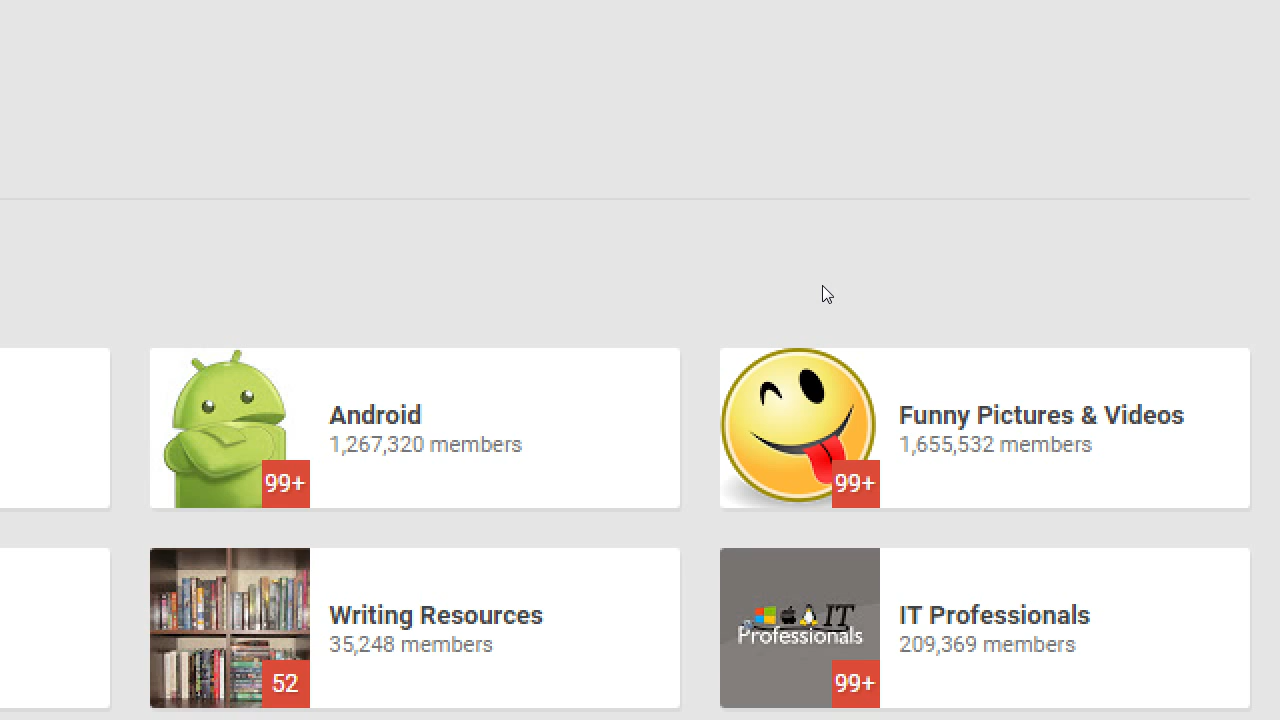 Android
1,267,320 members
99+
Funny Pictures & Videos
1,655,532 members
99+
Writing Resources
35,248 members
52
IT
Professionals
IT Professionals
209,369 members
99+